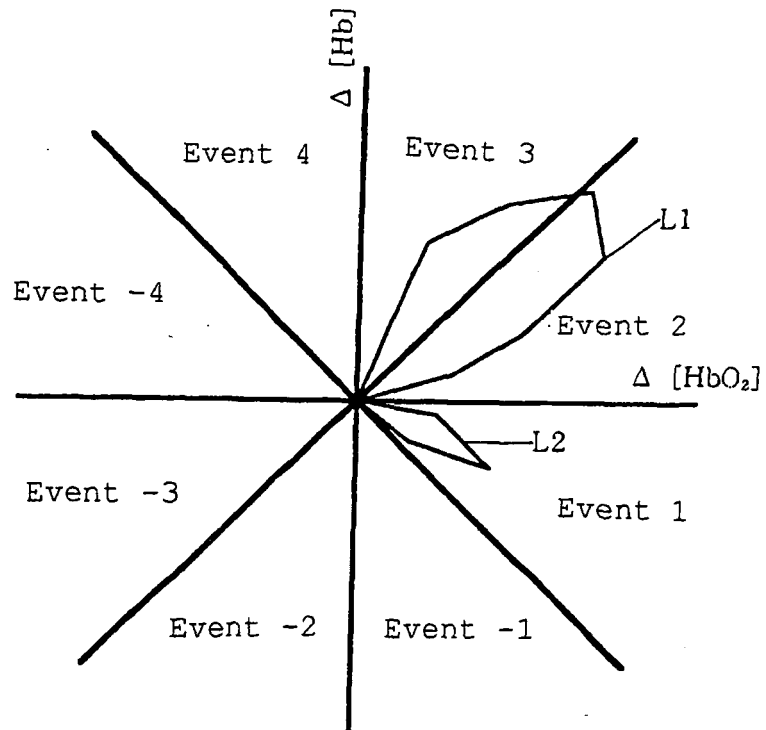 Δ [Hb]
Event 4
Event 3
L1
Event -4
Event 2
Δ [HbO₂]
L2
Event -3
Event 1
Event -2
Event -1